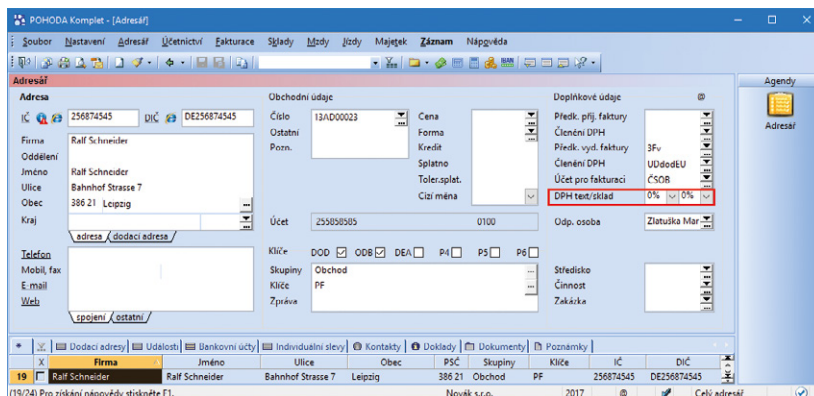 POHODA Komplet - [Adresář]
Soubor Nastavení Adresář Účetnictví Fakturace Sklady Mzdy Jízdy Majetek Záznam Nápověda
Adresář
Agendy
Adresa Obchodní údaje Doplňkové údaje @
IČ 256874545 DIČ DE256874545 Číslo 13AD00023 Cena Předk. přij. faktury
Ostatní Forma Členění DPH
Firma Ralf Schneider Pozn. Kredit Předk. vyd. faktury 3Fv
Oddělení Splatno Členění DPH UDdodEU
Jméno Ralf Schneider Toler.splat. Účet pro fakturaci ČSOB
Ulice Bahnhof Strasse 7
Obec 386 21 Leipzig Cizí měna DPH text/sklad 0% 0%
Kraj Účet 255058505 0100 Odp. osoba Zlatuška Mar
adresa dodací adresa
Telefon Klíče DOD ODB DEA P4 P5 P6
Mobil, fax Skupiny Obchod Středisko
E-mail Klíče PF Činnost
Web Zpráva Zakázka
spojení ostatní
Adresář
* Dodací adresy Události Bankovní účty Individuální slevy Kontakty Doklady Dokumenty Poznámky
X Firma Jméno Ulice Obec PSČ Skupiny Klíče IČ DIČ
19 Ralf Schneider Ralf Schneider Bahnhof Strasse 7 Leipzig 386 21 Obchod PF 256874545 DE256874545
(19/24) Pro získání nápovědy stiskněte F1. Novák s.r.o. 2017 @ Celý adresář